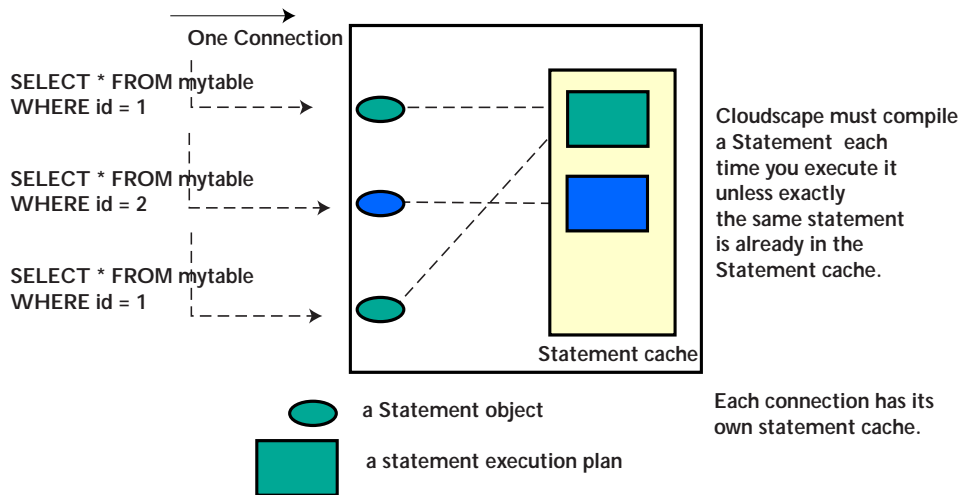 One Connection
SELECT * FROM mytable
WHERE id = 1
SELECT * FROM mytable
WHERE id = 2
SELECT * FROM mytable
WHERE id = 1
Statement cache
Cloudscape must compile
a Statement each
time you execute it
unless exactly
the same statement
is already in the
Statement cache.
a Statement object
a statement execution plan
Each connection has its
own statement cache.